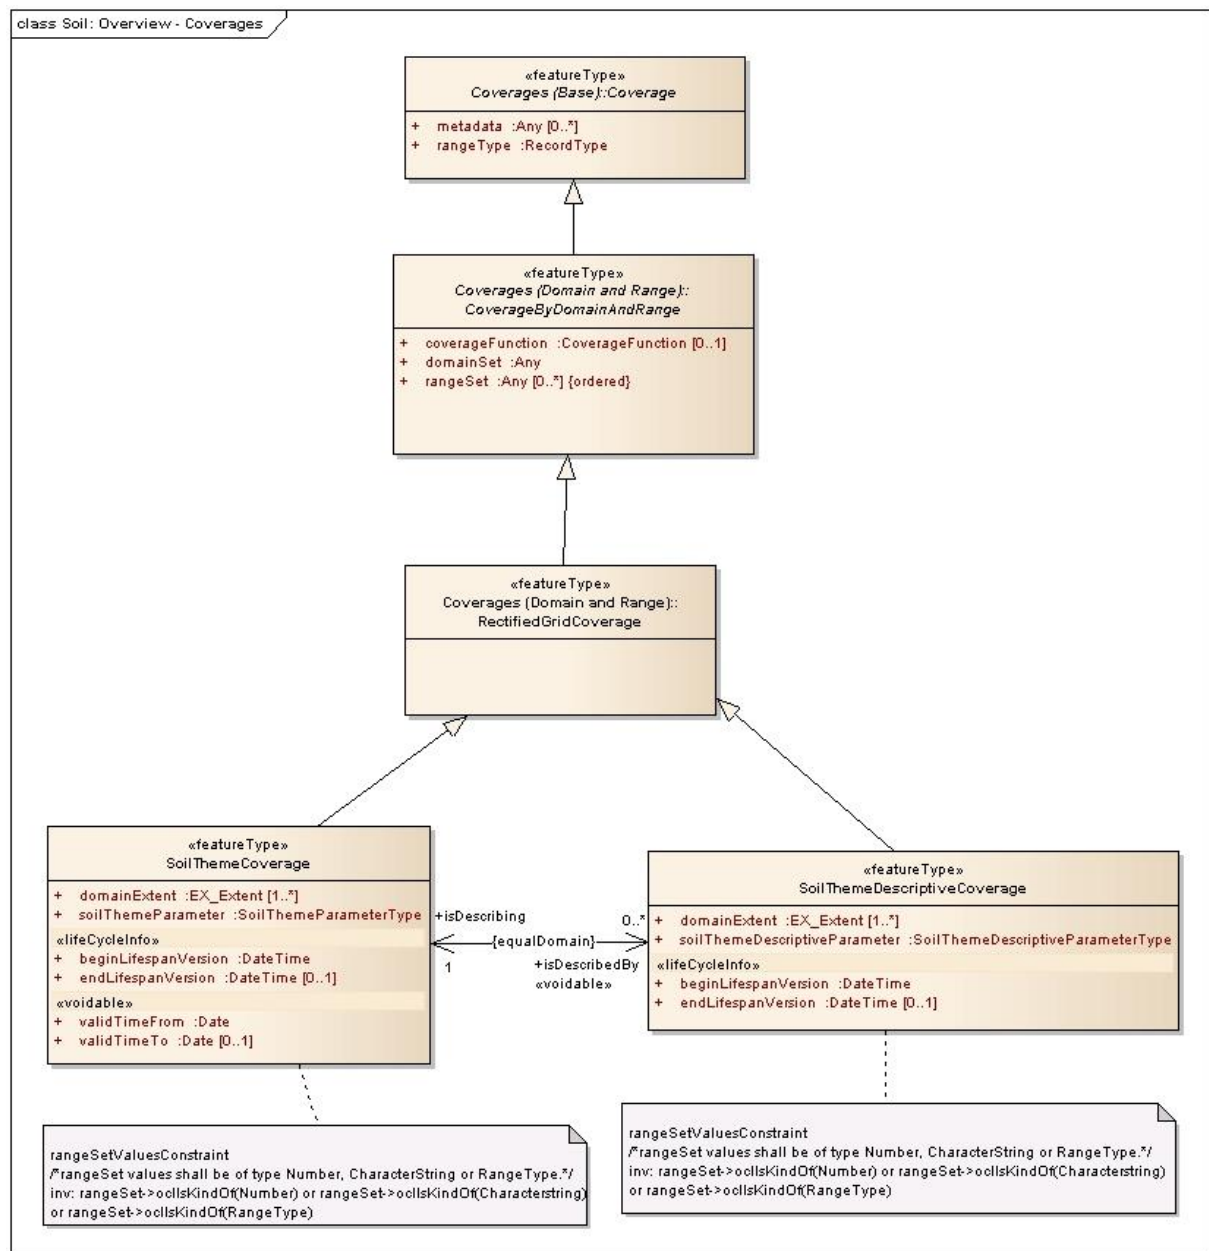 class Soil: Overview - Coverages
«featureType»
Coverages (Base)::Coverage
+ metadata :Any [0..*]
+ rangeType :RecordType
«featureType»
Coverages (Domain and Range)::
CoverageByDomainAndRange
+ coverageFunction :CoverageFunction [0..1]
+ domainSet :Any
+ rangeSet :Any [0..*] {ordered}
«featureType»
Coverages (Domain and Range)::
RectifiedGridCoverage
«featureType»
SoilThemeCoverage
+ domainExtent :EX_Extent [1..*]
+ soilThemeParameter :SoilThemeParameterType
«lifeCycleInfo»
+ beginLifespanVersion :DateTime
+ endLifespanVersion :DateTime [0..1]
«voidable»
+ validTimeFrom :Date
+ validTimeTo :Date [0..1]
+isDescribing
0..*
{equalDomain}
1
+isDescribedBy
«voidable»
«featureType»
SoilThemeDescriptiveCoverage
+ domainExtent :EX_Extent [1..*]
+ soilThemeDescriptiveParameter :SoilThemeDescriptiveParameterType
«lifeCycleInfo»
+ beginLifespanVersion :DateTime
+ endLifespanVersion :DateTime [0..1]
rangeSetValuesConstraint
/*rangeSet values shall be of type Number, CharacterString or RangeType.*/
inv: rangeSet->oclIsKindOf(Number) or rangeSet->oclIsKindOf(Characterstring)
or rangeSet->oclIsKindOf(RangeType)
rangeSetValuesConstraint
/*rangeSet values shall be of type Number, CharacterString or RangeType.*/
inv: rangeSet->oclIsKindOf(Number) or rangeSet->oclIsKindOf(Characterstring)
or rangeSet->oclIsKindOf(RangeType)